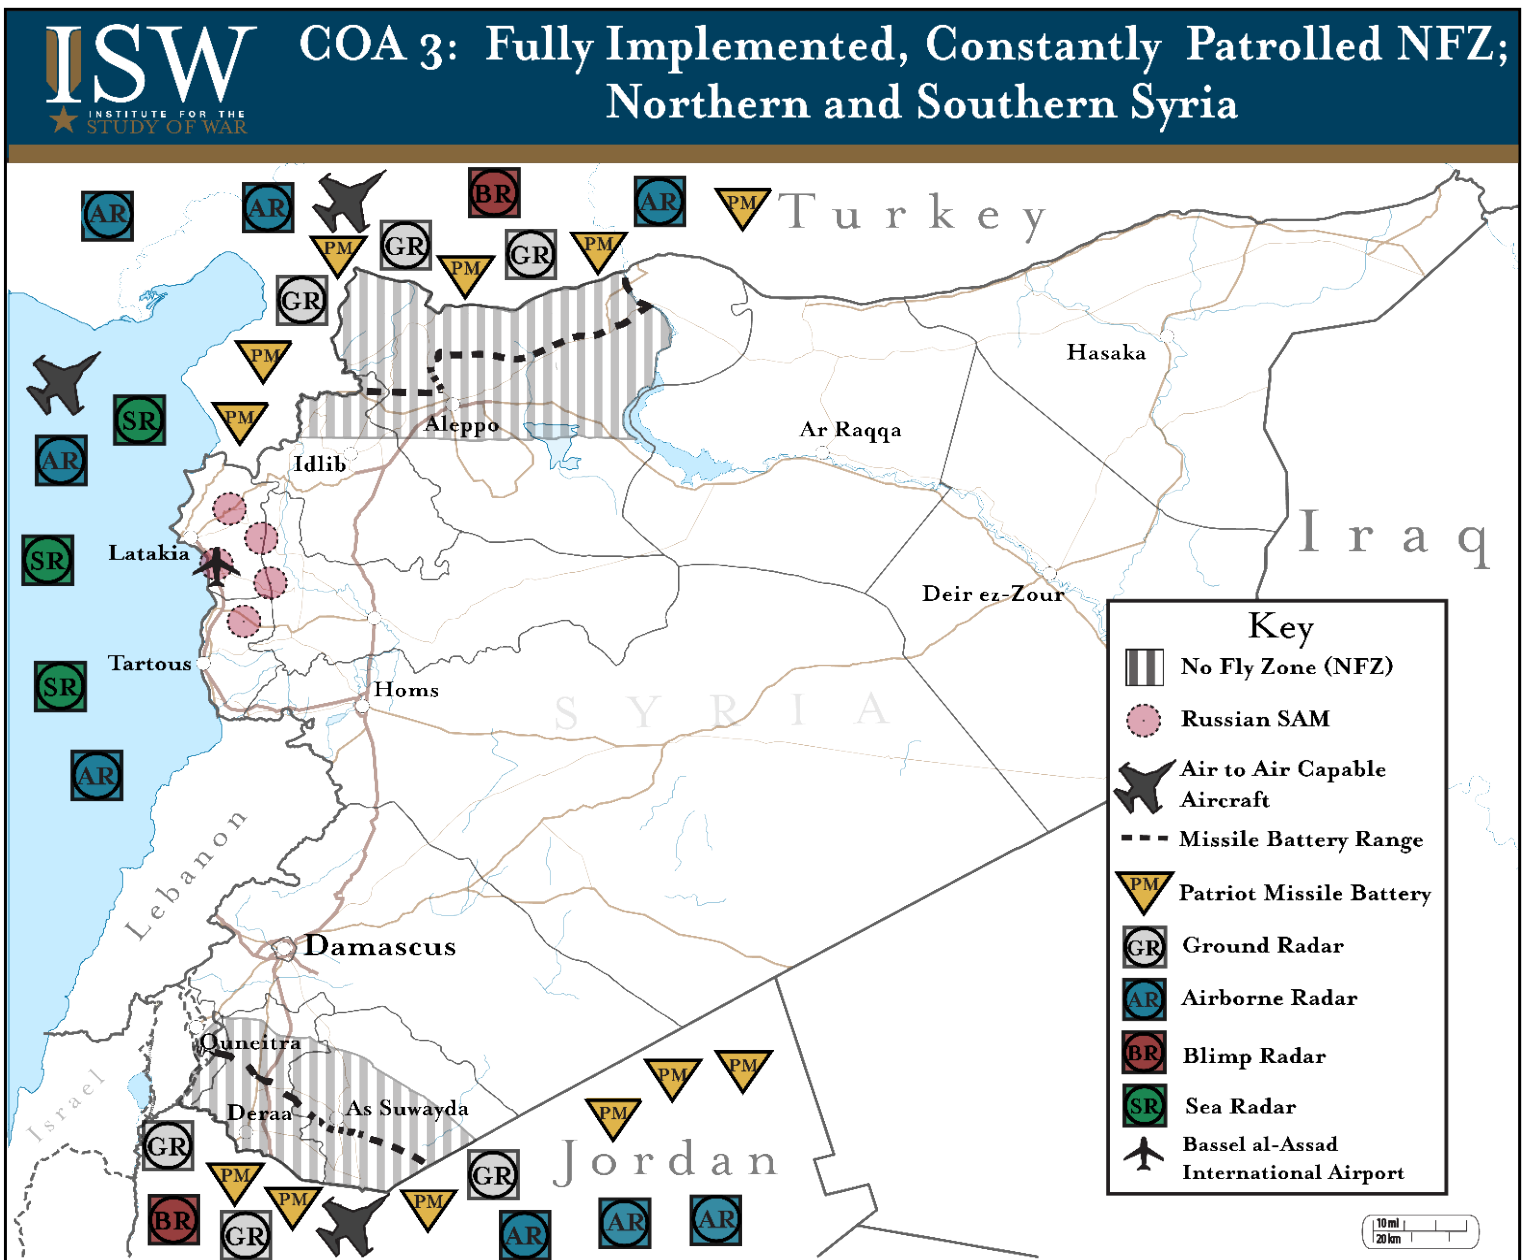 ISW
INSTITUTE FOR THE
STUDY OF WAR
COA 3: Fully Implemented, Constantly Patrolled NFZ;
Northern and Southern Syria
AR
AR
BR
AR
PM
Turkey
PM
GR
PM
GR
PM
GR
PM
Hasaka
SR
PM
Aleppo
Ar Raqqa
AR
Idlib
Iraq
SR
Latakia
Deir ez-Zour
Tartous
SR
Homs
SYRIA
AR
Lebanon
Damascus
Quneitra
Israel
Deraa
As Suwayda
PM
PM
PM
GR
Jordan
GR
PM
PM
PM
BR
GR
AR
AR
AR
Key
No Fly Zone (NFZ)
Russian SAM
Air to Air Capable
Aircraft
Missile Battery Range
PM
Patriot Missile Battery
GR
Ground Radar
AR
Airborne Radar
BR
Blimp Radar
SR
Sea Radar
Bassel al-Assad
International Airport
10 mi
20 km